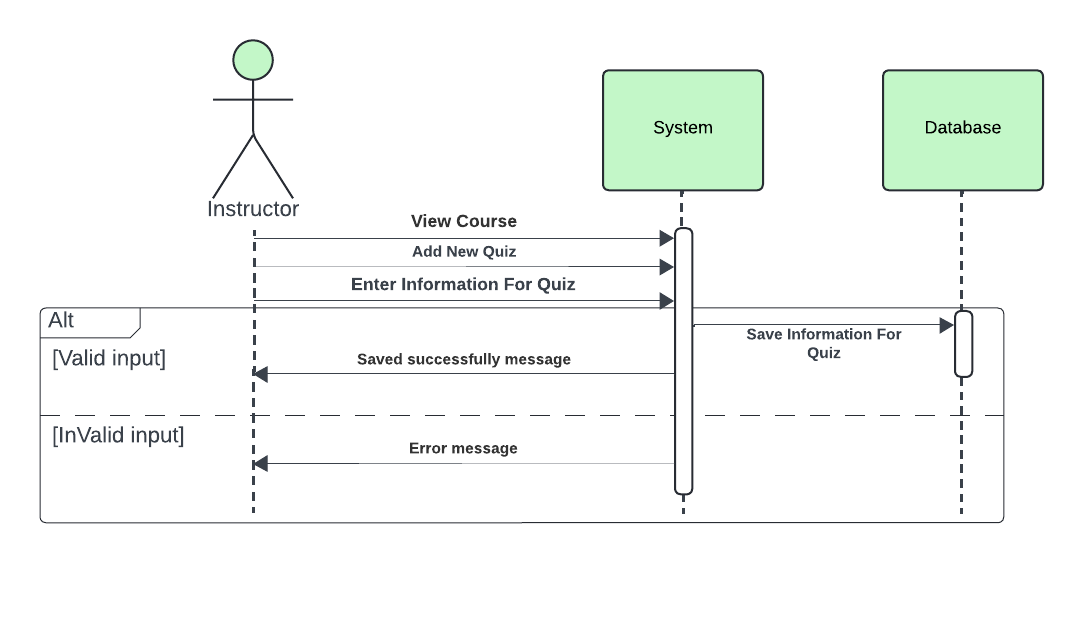 System
Database
Instructor
View Course
Add New Quiz
Enter Information For Quiz
Alt
Save Information For
Quiz
[Valid input]
Saved successfully message
[InValid input]
Error message